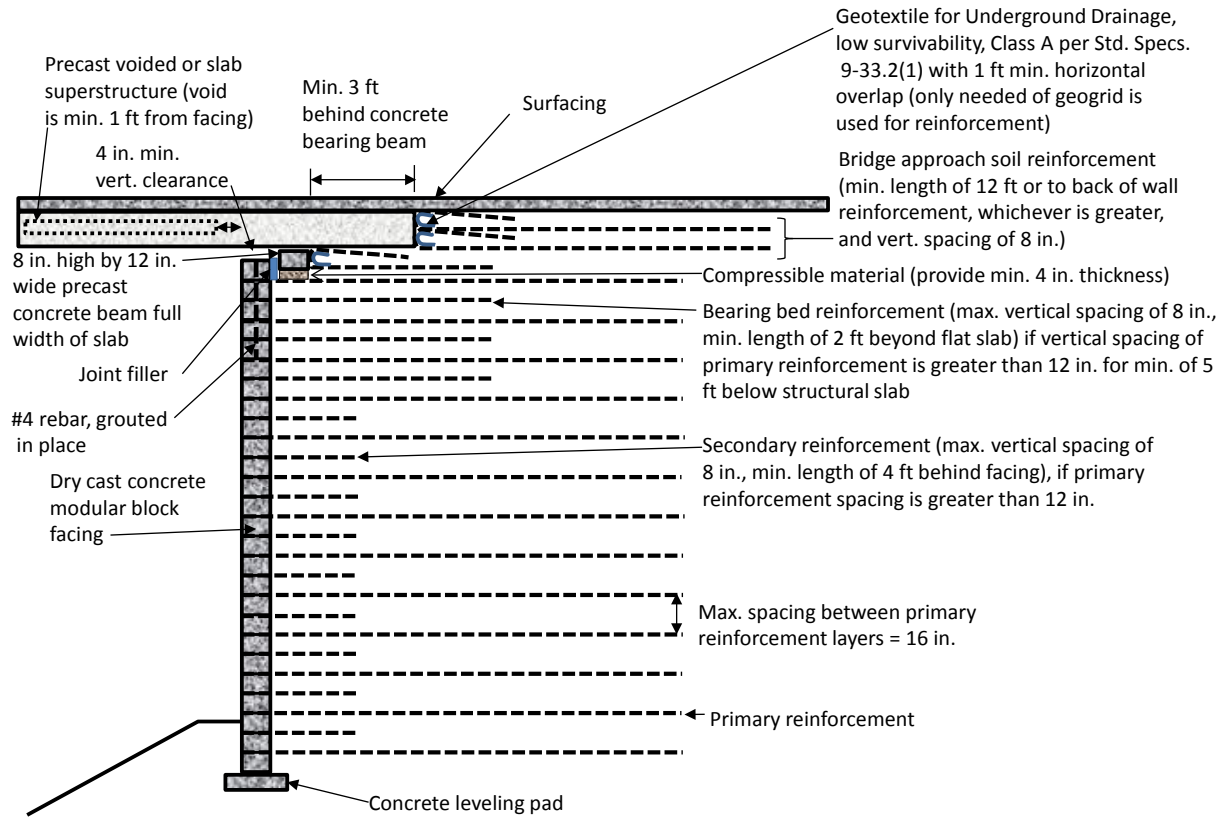 Geotextile for Underground Drainage,
low survivability, Class A per Std. Specs.
9-33.2(1) with 1 ft min. horizontal
overlap (only needed of geogrid is
used for reinforcement)
Precast voided or slab
superstructure (void
is min. 1 ft from facing)
Min. 3 ft
behind concrete
bearing beam
Surfacing
4 in. min.
vert. clearance
Bridge approach soil reinforcement
(min. length of 12 ft or to back of wall
reinforcement, whichever is greater,
and vert. spacing of 8 in.)
8 in. high by 12 in.
wide precast
concrete beam full
width of slab
Compressible material (provide min. 4 in. thickness)
Bearing bed reinforcement (max. vertical spacing of 8 in.,
min. length of 2 ft beyond flat slab) if vertical spacing of
primary reinforcement is greater than 12 in. for min. of 5
ft below structural slab
Joint filler
#4 rebar, grouted
in place
Secondary reinforcement (max. vertical spacing of
8 in., min. length of 4 ft behind facing), if primary
reinforcement spacing is greater than 12 in.
Dry cast concrete
modular block
facing
Max. spacing between primary
reinforcement layers = 16 in.
Primary reinforcement
Concrete leveling pad